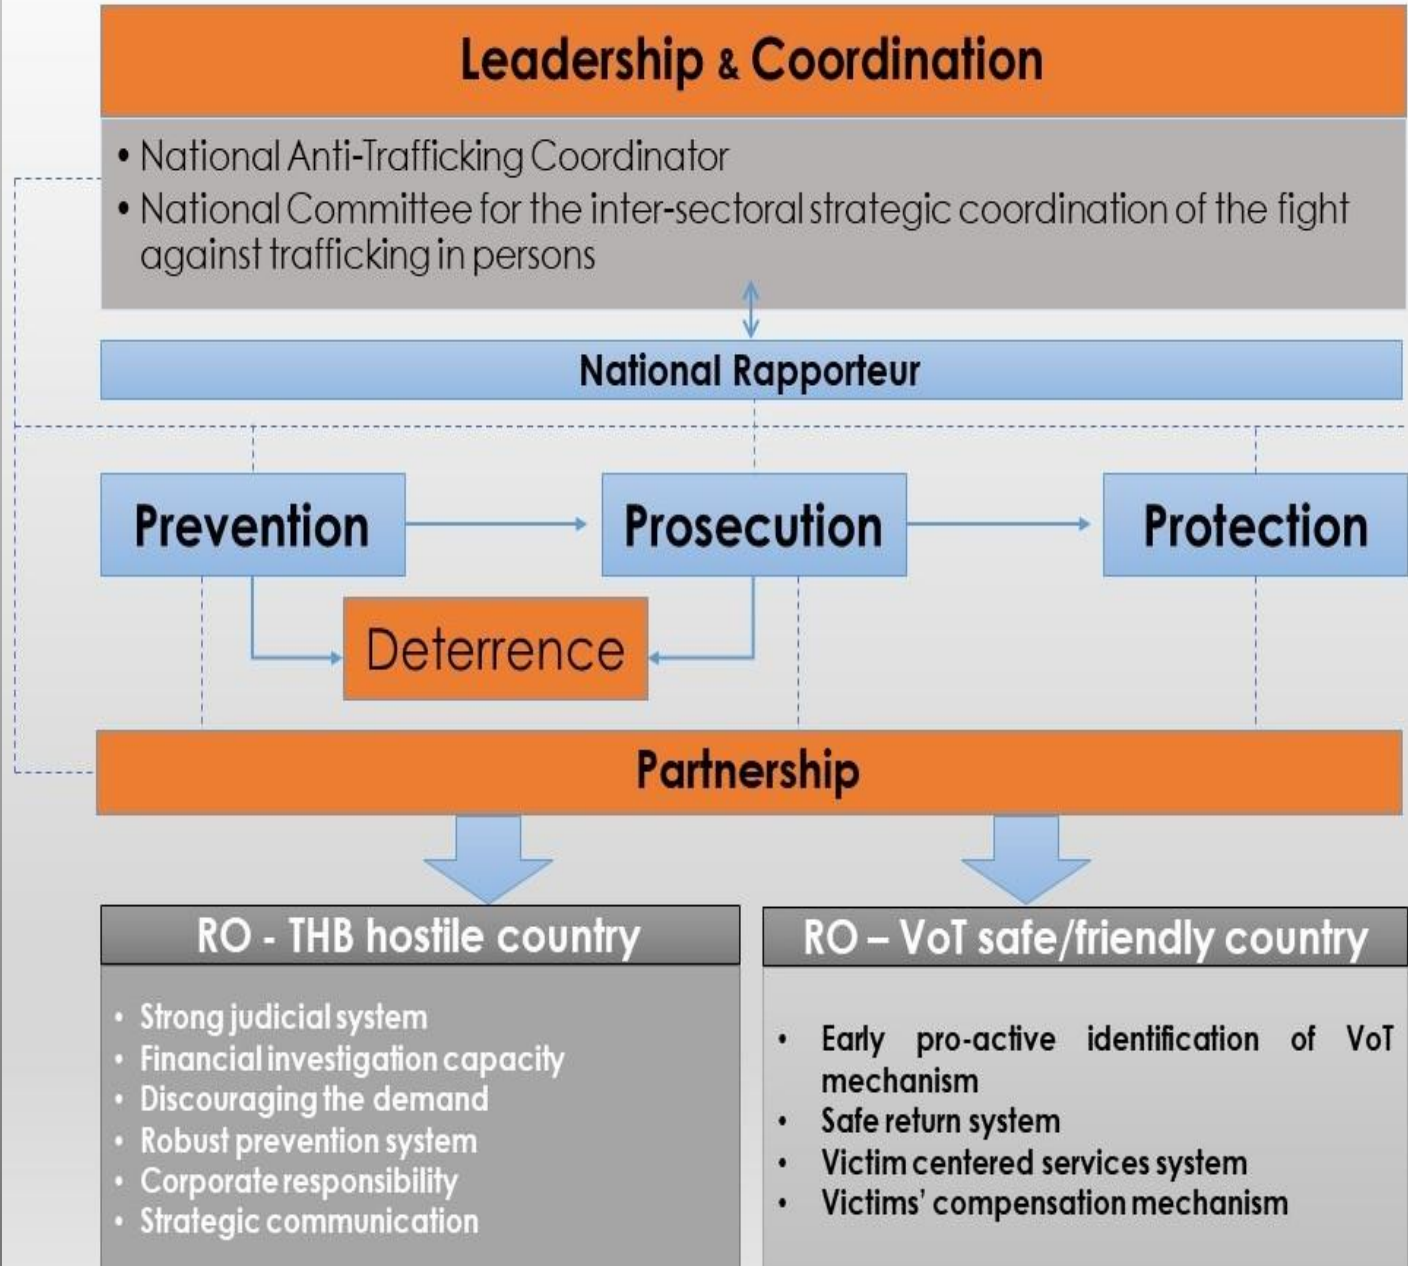 Leadership & Coordination
• National Anti-Trafficking Coordinator
• National Committee for the inter-sectoral strategic coordination of the fight
against trafficking in persons
National Rapporteur
Prevention
Prosecution
Protection
Deterrence
Partnership
RO - THB hostile country
• Strong judicial system
• Financial investigation capacity
• Discouraging the demand
• Robust prevention system
• Corporate responsibility
• Strategic communication
RO – VoT safe/friendly country
• Early pro-active identification of VoT
mechanism
• Safe return system
• Victim centered services system
• Victims’ compensation mechanism